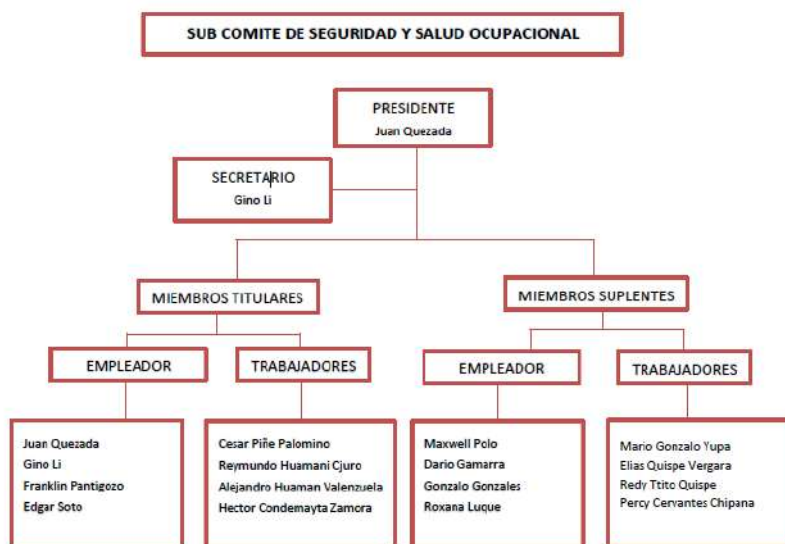 SUB COMITE DE SEGURIDAD Y SALUD OCUPACIONAL
PRESIDENTE
Juan Quezada
SECRETARIO
Gino Li
MIEMBROS TITULARES
MIEMBROS SUPLENTES
EMPLEADOR
TRABAJADORES
EMPLEADOR
TRABAJADORES
Juan Quezada
Gino Li
Franklin Pantigozo
Edgar Soto
Cesar Piñe Palomino
Reymundo Huamani Cjuro
Alejandro Huaman Valenzuela
Hector Condemayta Zamora
Maxwell Polo
Dario Gamarra
Gonzalo Gonzales
Roxana Luque
Mario Gonzalo Yupa
Elias Quispe Vergara
Redy Ttito Quispe
Percy Cervantes Chipana